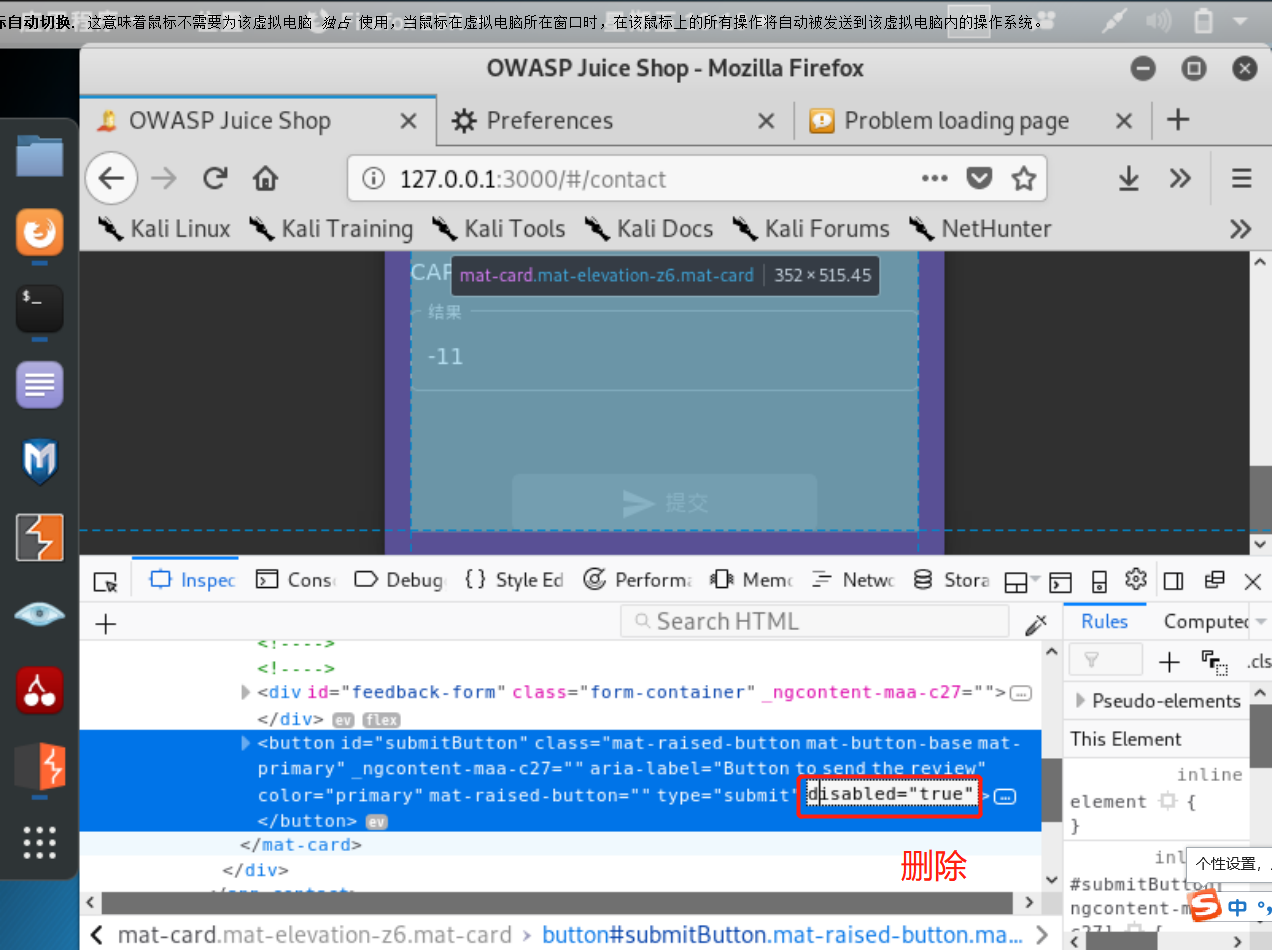 标自动切换. 这意味着鼠标不需要为该虚拟电脑 独占 使用，当鼠标在虚拟电脑所在窗口时，在该鼠标上的所有操作将自动被发送到该虚拟电脑内的操作系统。
OWASP Juice Shop - Mozilla Firefox
OWASP Juice Shop
Preferences
Problem loading page
127.0.0.1:3000/#/contact
Kali Linux
Kali Training
Kali Tools
Kali Docs
Kali Forums
NetHunter
mat-card.mat-elevation-z6.mat-card 352 × 515.45
结果
-11
提交
Inspec
Cons
Debug
Style Ed
Performa
Mem
Netwo
Stora
Search HTML
Rules
Computed
.cls
<!---->
<!---->
<div id="feedback-form" class="form-container" _ngcontent-maa-c27="">
</div> ev flex
<button id="submitButton" class="mat-raised-button mat-button-base mat-
primary" _ngcontent-maa-c27="" aria-label="Button to send the review"
color="primary" mat-raised-button="" type="submit" disabled="true" >
</button> ev
</mat-card>
</div>
删除
Pseudo-elements
This Element
inline
element {
}
inl
个性设置，
#submitButton[
ngcontent-m
c27] {
中
mat-card.mat-elevation-z6.mat-card
button#submitButton.mat-raised-button.ma...